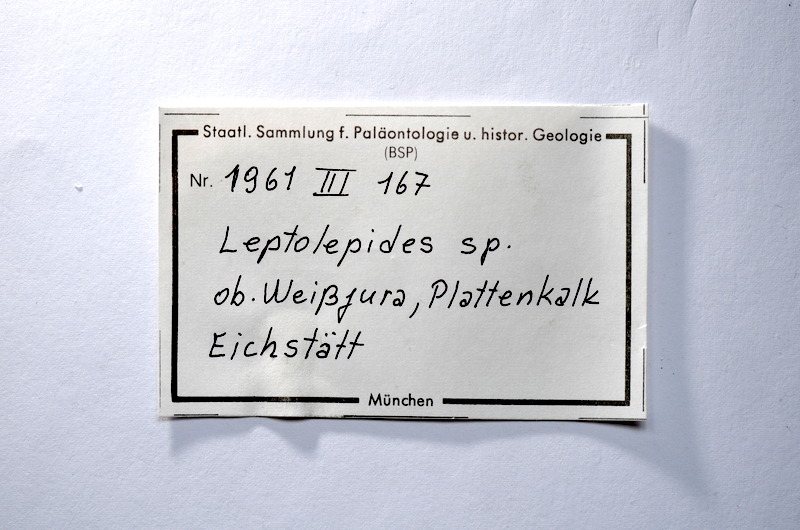 Staatl. Sammlung f. Paläontologie u. histor. Geologie
(BSP)
Nr. 1961 III 167
Leptolepides sp.
ob. Weißjura, Plattenkalk
Eichstätt
München